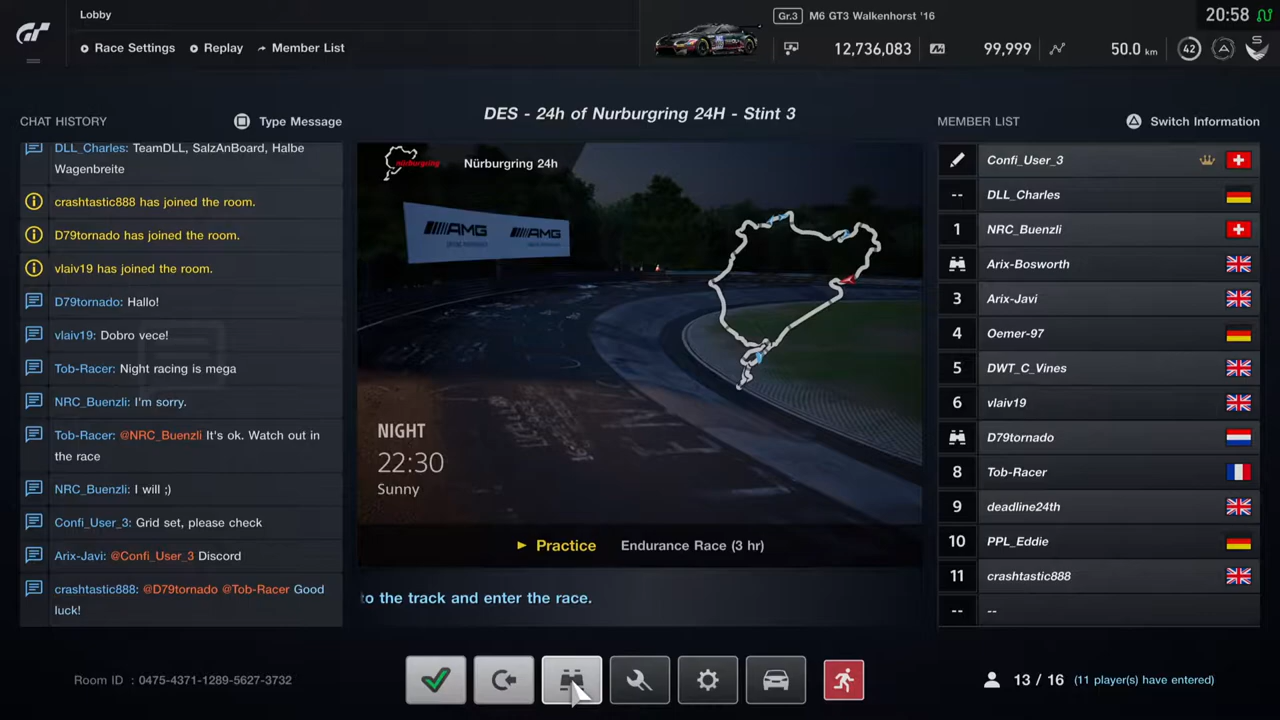 Lobby
Race Settings
Replay
Member List
Gr.3
M6 GT3 Walkenhorst '16
12,736,083
99,999
50.0 km
42
A
S
20:58
CHAT HISTORY
Type Message
DLL_Charles: TeamDLL, SalzAnBoard, Halbe
Wagenbreite
crashtastic888 has joined the room.
D79tornado has joined the room.
vlaiv19 has joined the room.
D79tornado: Hallo!
vlaiv19: Dobro vece!
Tob-Racer: Night racing is mega
NRC_Buenzli: I'm sorry.
Tob-Racer: @NRC_Buenzli It's ok. Watch out in
the race
NRC_Buenzli: I will ;)
Confi_User_3: Grid set, please check
Arix-Javi: @Confi_User_3 Discord
crashtastic888: @D79tornado @Tob-Racer Good
luck!
DES - 24h of Nurburgring 24H - Stint 3
nürburgring
Nürburgring 24h
AMG
AMG
NIGHT
22:30
Sunny
Practice
Endurance Race (3 hr)
to the track and enter the race.
MEMBER LIST
Switch Information
Confi_User_3
-- DLL_Charles
1 NRC_Buenzli
Arix-Bosworth
3 Arix-Javi
4 Oemer-97
5 DWT_C_Vines
6 vlaiv19
D79tornado
8 Tob-Racer
9 deadline24th
10 PPL_Eddie
11 crashtastic888
-- --
Room ID : 0475-4371-1289-5627-3732
13 / 16 (11 player(s) have entered)